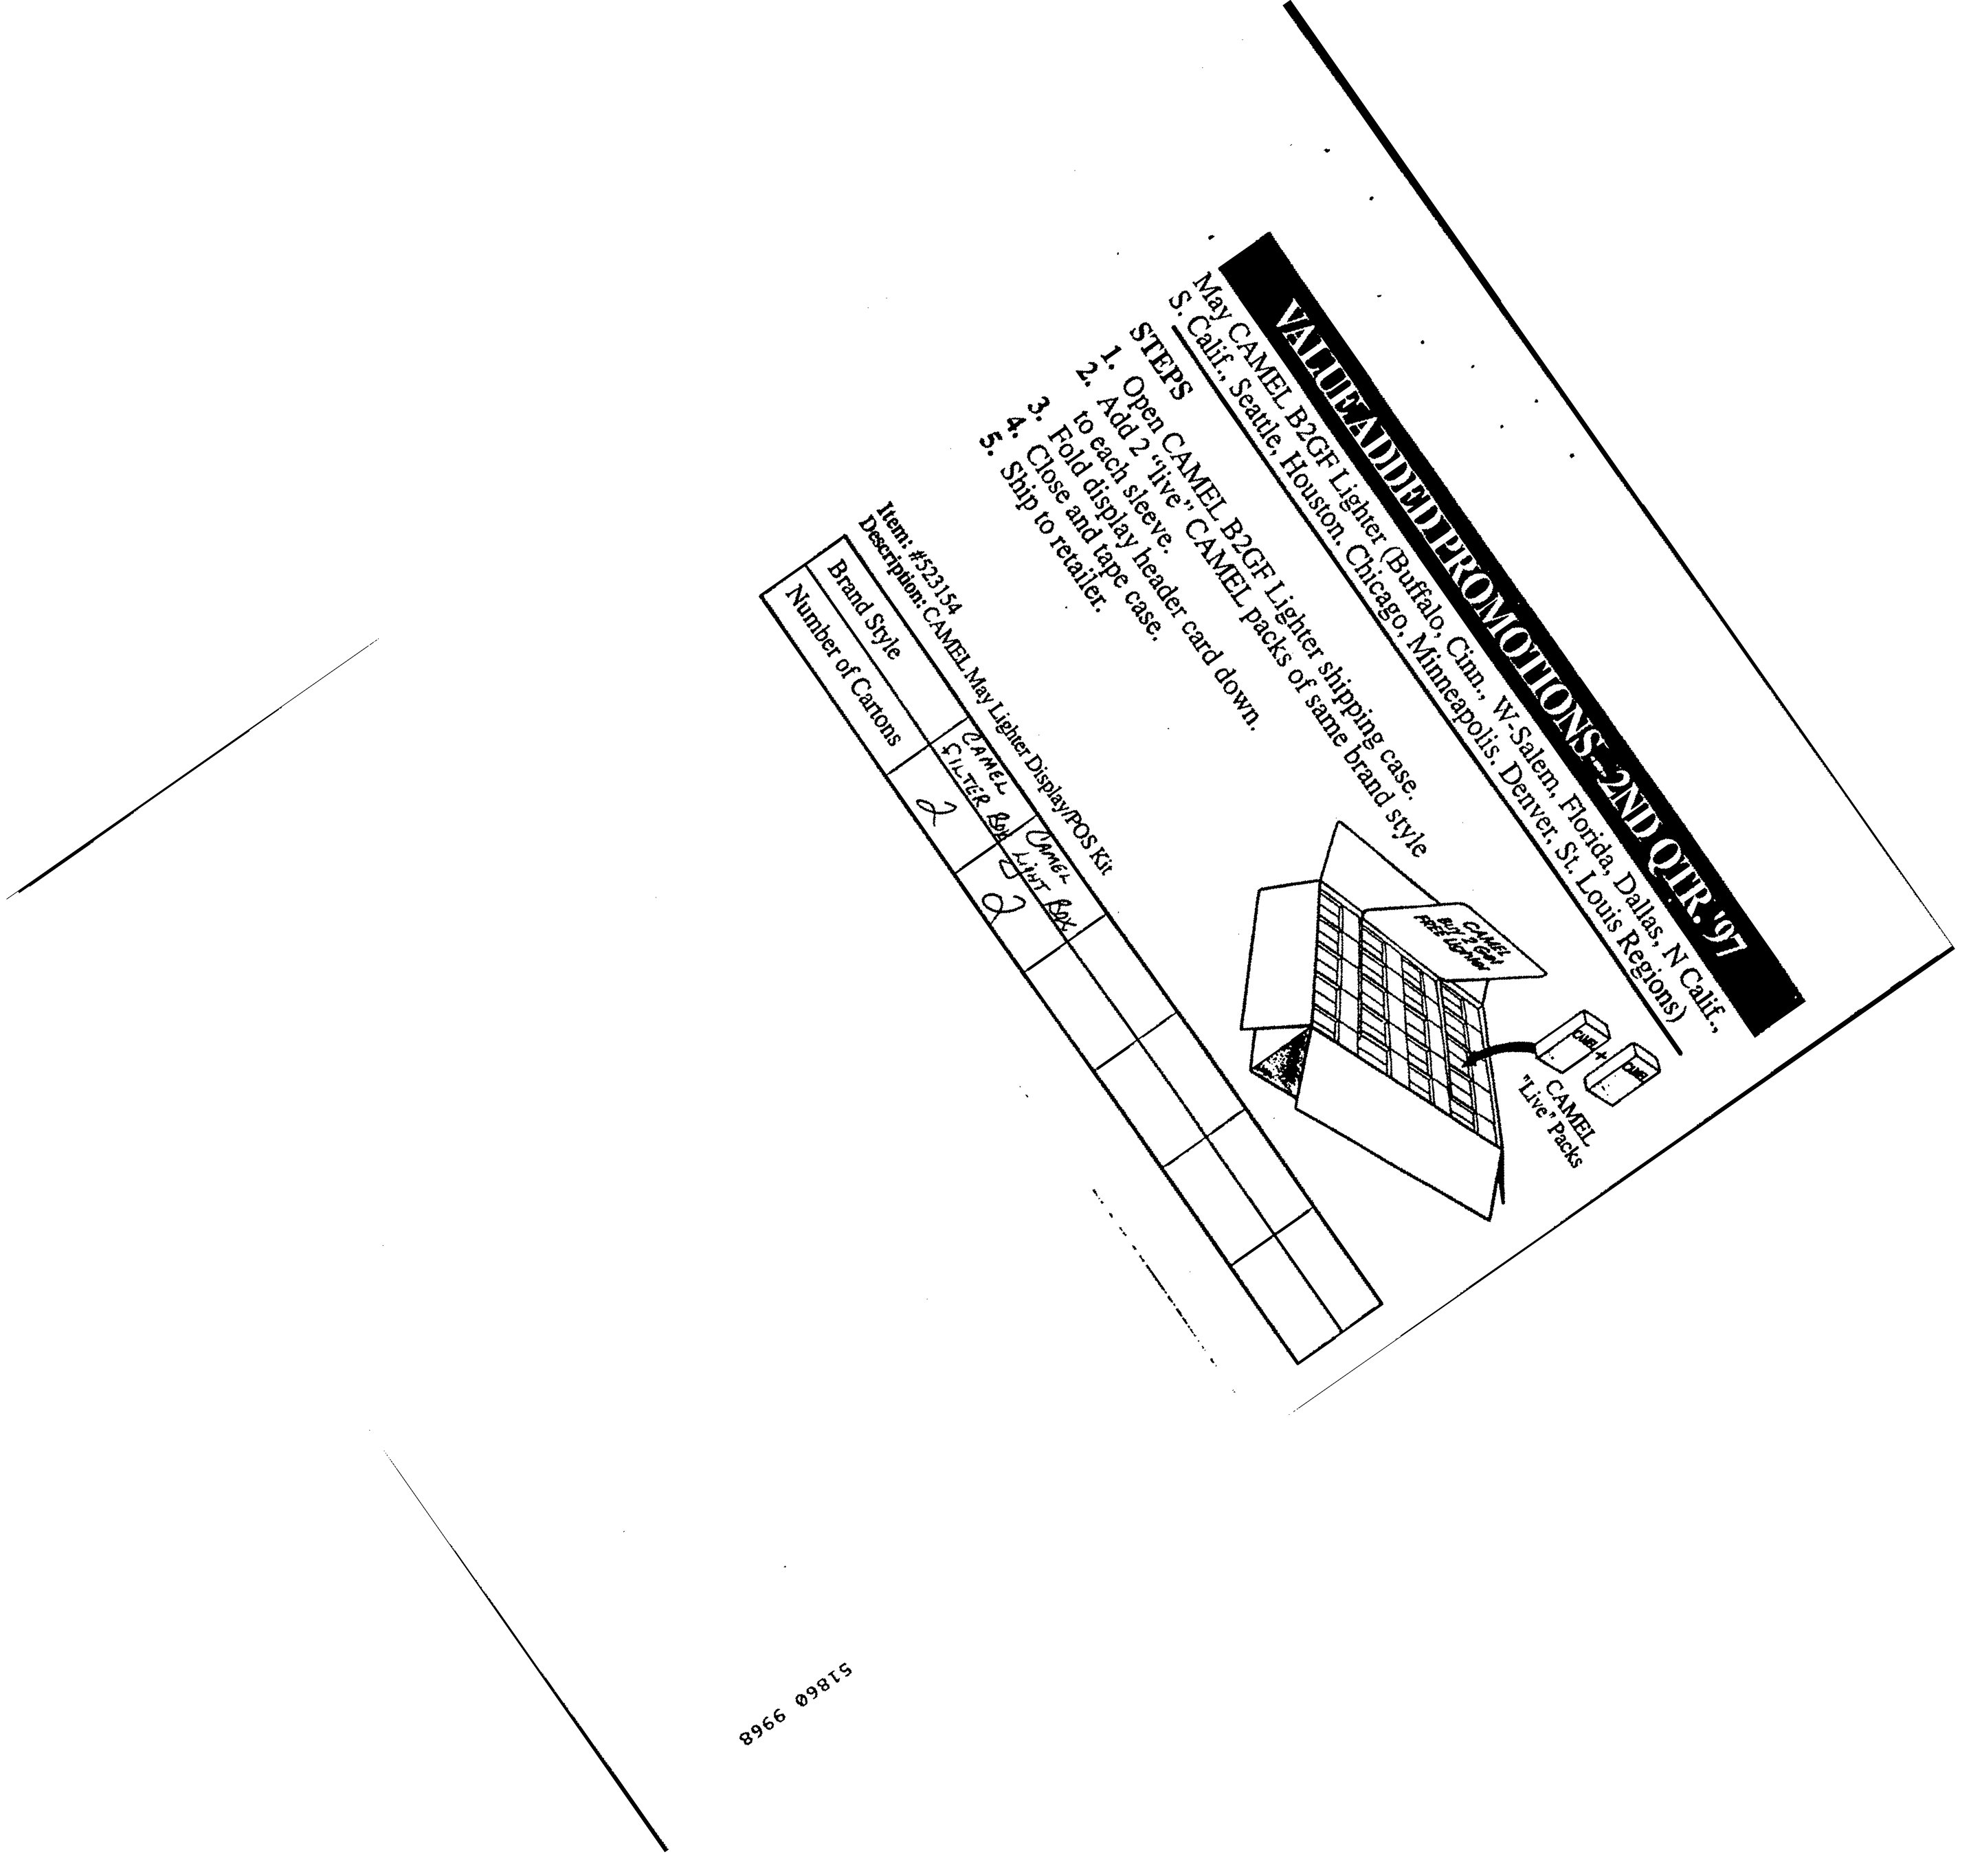 VALUE ADDED PROMOTIONS - 2ND QTR. '97
May CAMEL B2GF Lighter (Buffalo, Cinn., W-Salem, Florida, Dallas, N Calif.,
S. Calif., Seattle, Houston, Chicago, Minneapolis, Denver, St. Louis Regions)
STEPS
1. Open CAMEL B2GF Lighter shipping case.
2. Add 2 "live" CAMEL packs of same brand style
to each sleeve.
3. Fold display header card down.
4. Close and tape case.
5. Ship to retailer.
CAMEL
BUY 2 Get
FREE Lighter
CAMEL + CAMEL
CAMEL
"Live" Packs
Item: #523154
Description: CAMEL May Lighter Display/POS Kit
Brand Style CAMEL FILTER BOX CAMEL LIGHT BOX
Number of Cartons 2 2
51860 9968